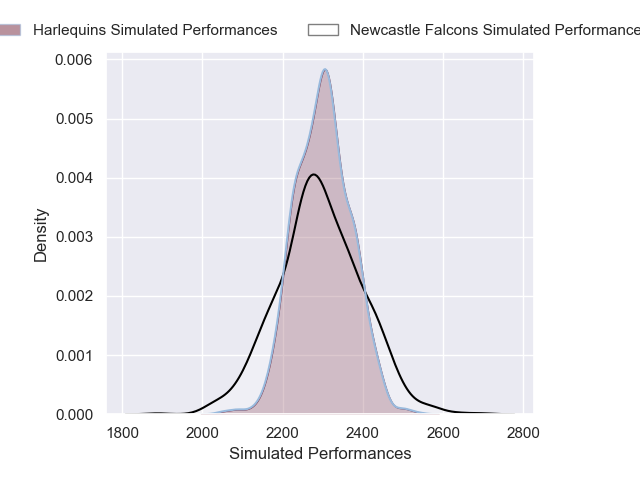 Harlequins Simulated Performances
Newcastle Falcons Simulated Performance
0.006
0.005
0.004
0.003
0.002
0.001
0.000
Density
1800 2000 2200 2400 2600 2800
Simulated Performances